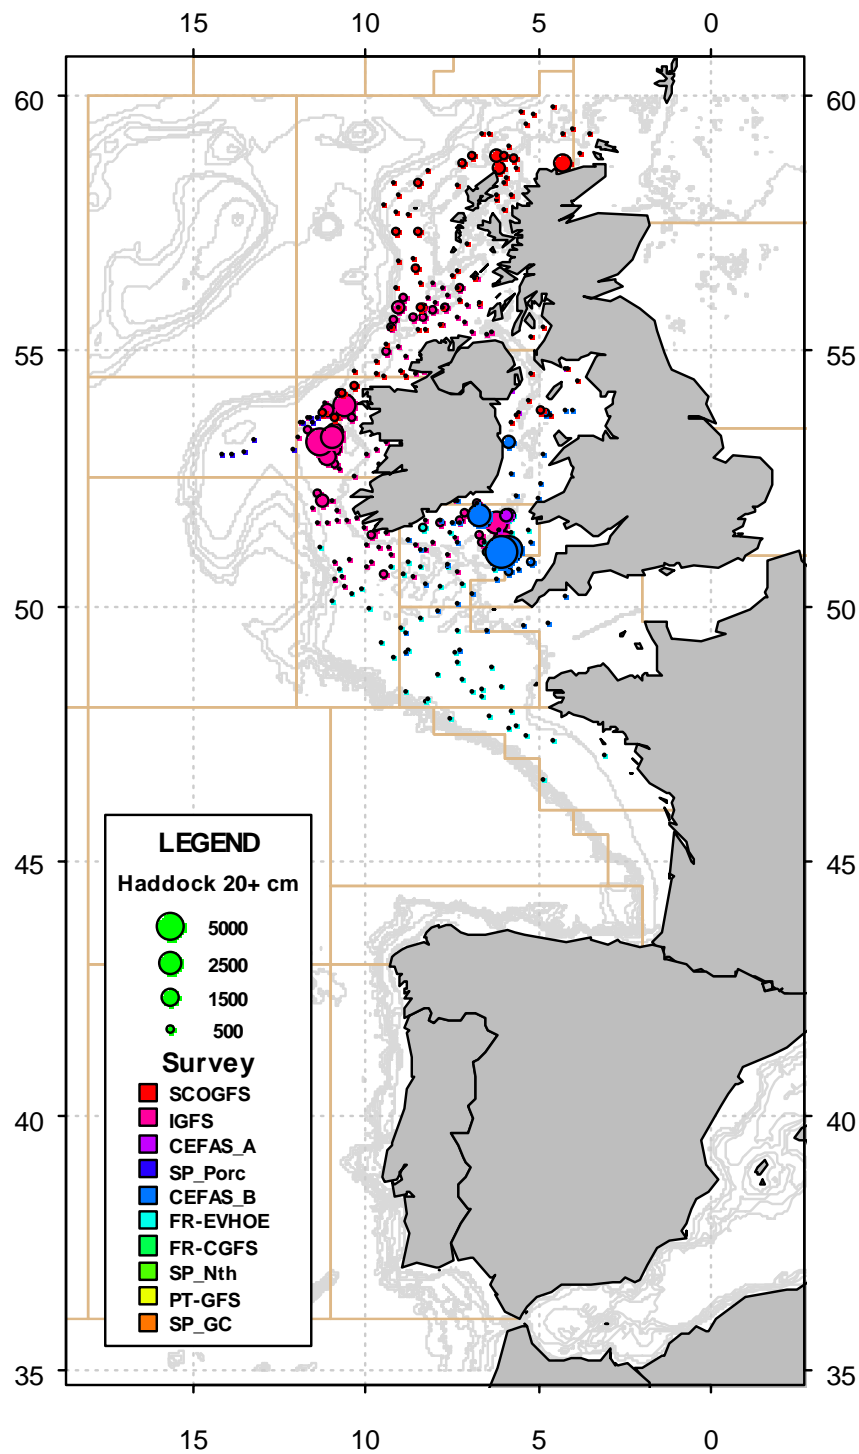 15 10 5 0
60 60
55 55
50 50
45 45
LEGEND
Haddock 20+ cm
5000
2500
1500
500
Survey
SCOGFS
IGFS
CEFAS_A
SP_Porc
CEFAS_B
FR-EVHOE
FR-CGFS
SP_Nth
PT-GFS
SP_GC
40 40
35 35
15 10 5 0